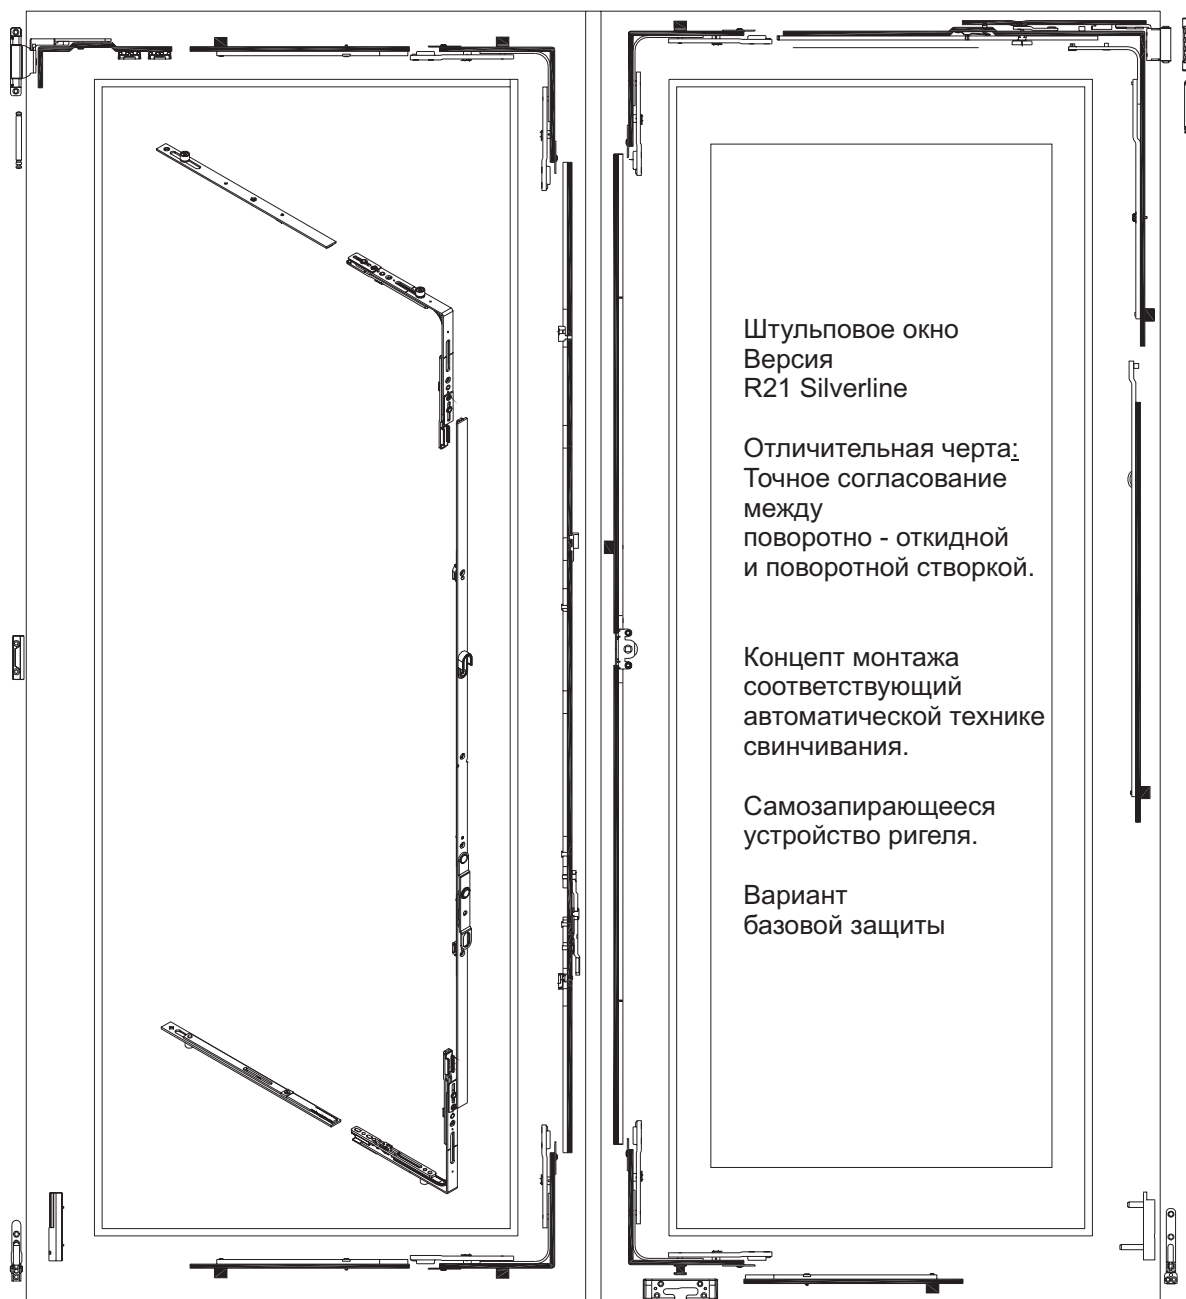 Штульповое окно
Версия
R21 Silverline
Отличительная черта:
Точное согласование
между
поворотно - откидной
и поворотной створкой.
Концепт монтажа
соответствующий
автоматической технике
свинчивания.
Самозапирающееся
устройство ригеля.
Вариант
базовой защиты